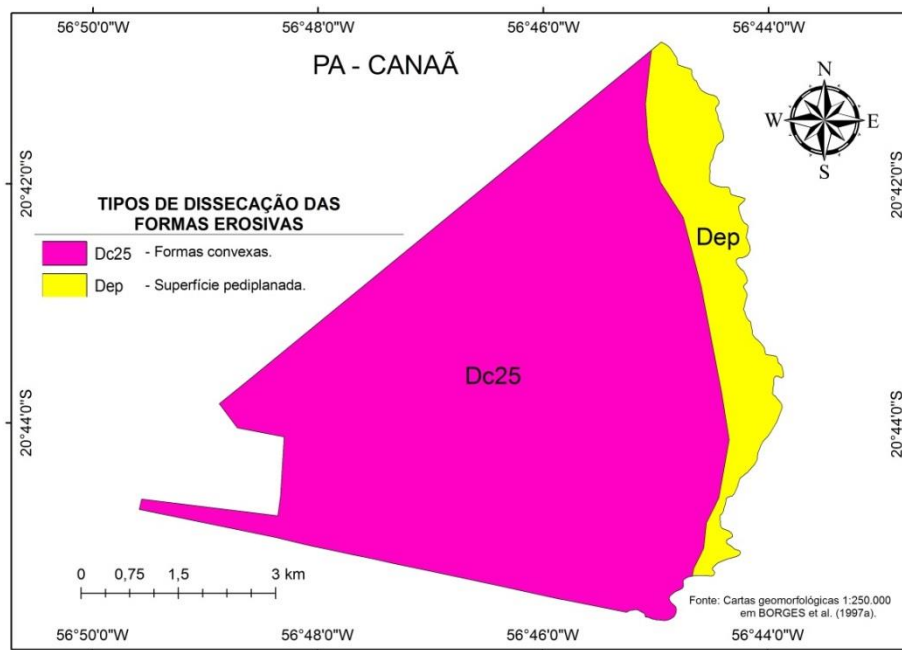 56°50'0"W 56°48'0"W 56°46'0"W 56°44'0"W
PA - CANAÃ
N
W E
S
20°42'0"S 20°42'0"S
TIPOS DE DISSECAÇÃO DAS
FORMAS EROSIVAS
Dc25 - Formas convexas.
Dep - Superfície pediplanada.
Dep
Dc25
20°44'0"S 20°44'0"S
0 0,75 1,5 3 km
Fonte: Cartas geomorfológicas 1:250.000
em BORGES et al. (1997a).
56°50'0"W 56°48'0"W 56°46'0"W 56°44'0"W